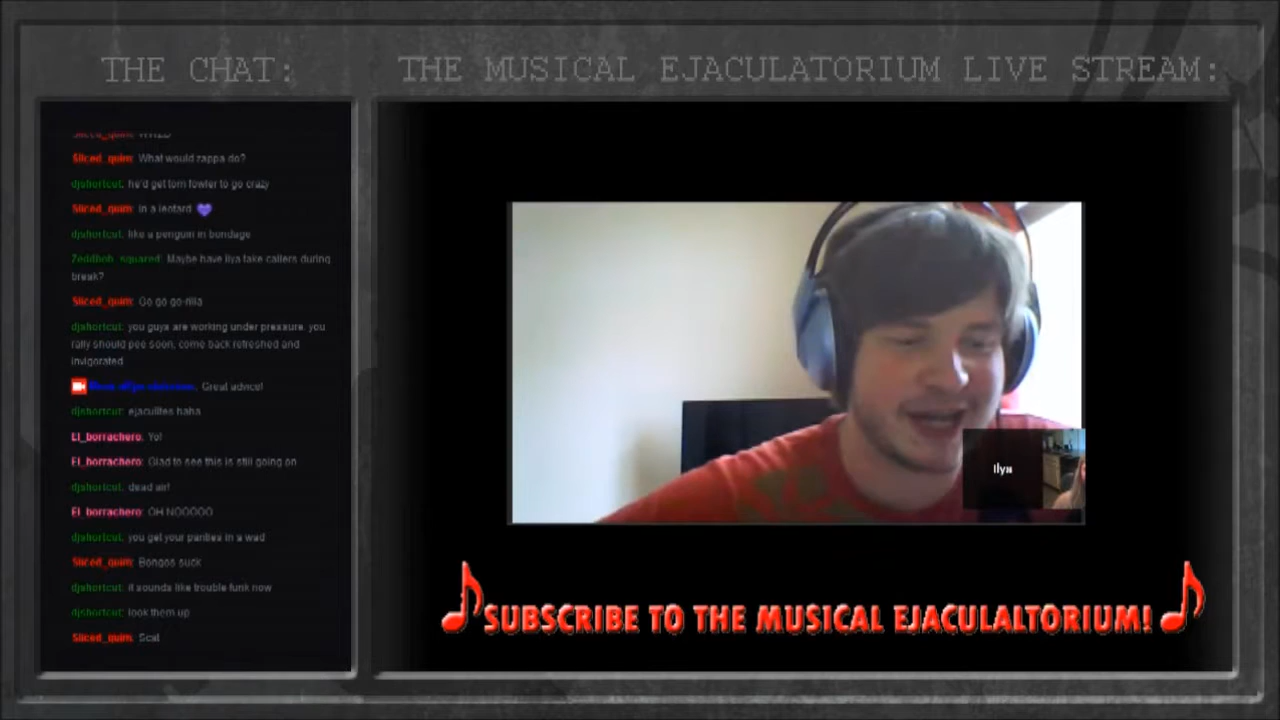 THE CHAT:
THE MUSICAL EJACULATORIUM LIVE STREAM:
Sliced_quim:
Sliced_quim: What would zappa do?
djshortcut: he'd get tom fowler to go crazy
Sliced_quim: in a leotard
djshortcut: like a penguin in bondage
Zeddbob_squared: Maybe have ilya take callers during
break?
Sliced_quim: Go go go-rilla
djshortcut: you guys are working under pressure. you
rally should pee soon, come back refreshed and
invigorated
Great advice!
djshortcut: ejaculites haha
El_borrachero: Yo!
El_borrachero: Glad to see this is still going on
djshortcut: dead air!
El_borrachero: OH NOOOOO
djshortcut: you get your panties in a wad
Sliced_quim: Bongos suck
djshortcut: it sounds like trouble funk now
djshortcut: look them up
Sliced_quim: Scat
Ilya
SUBSCRIBE TO THE MUSICAL EJACULALTORIUM!